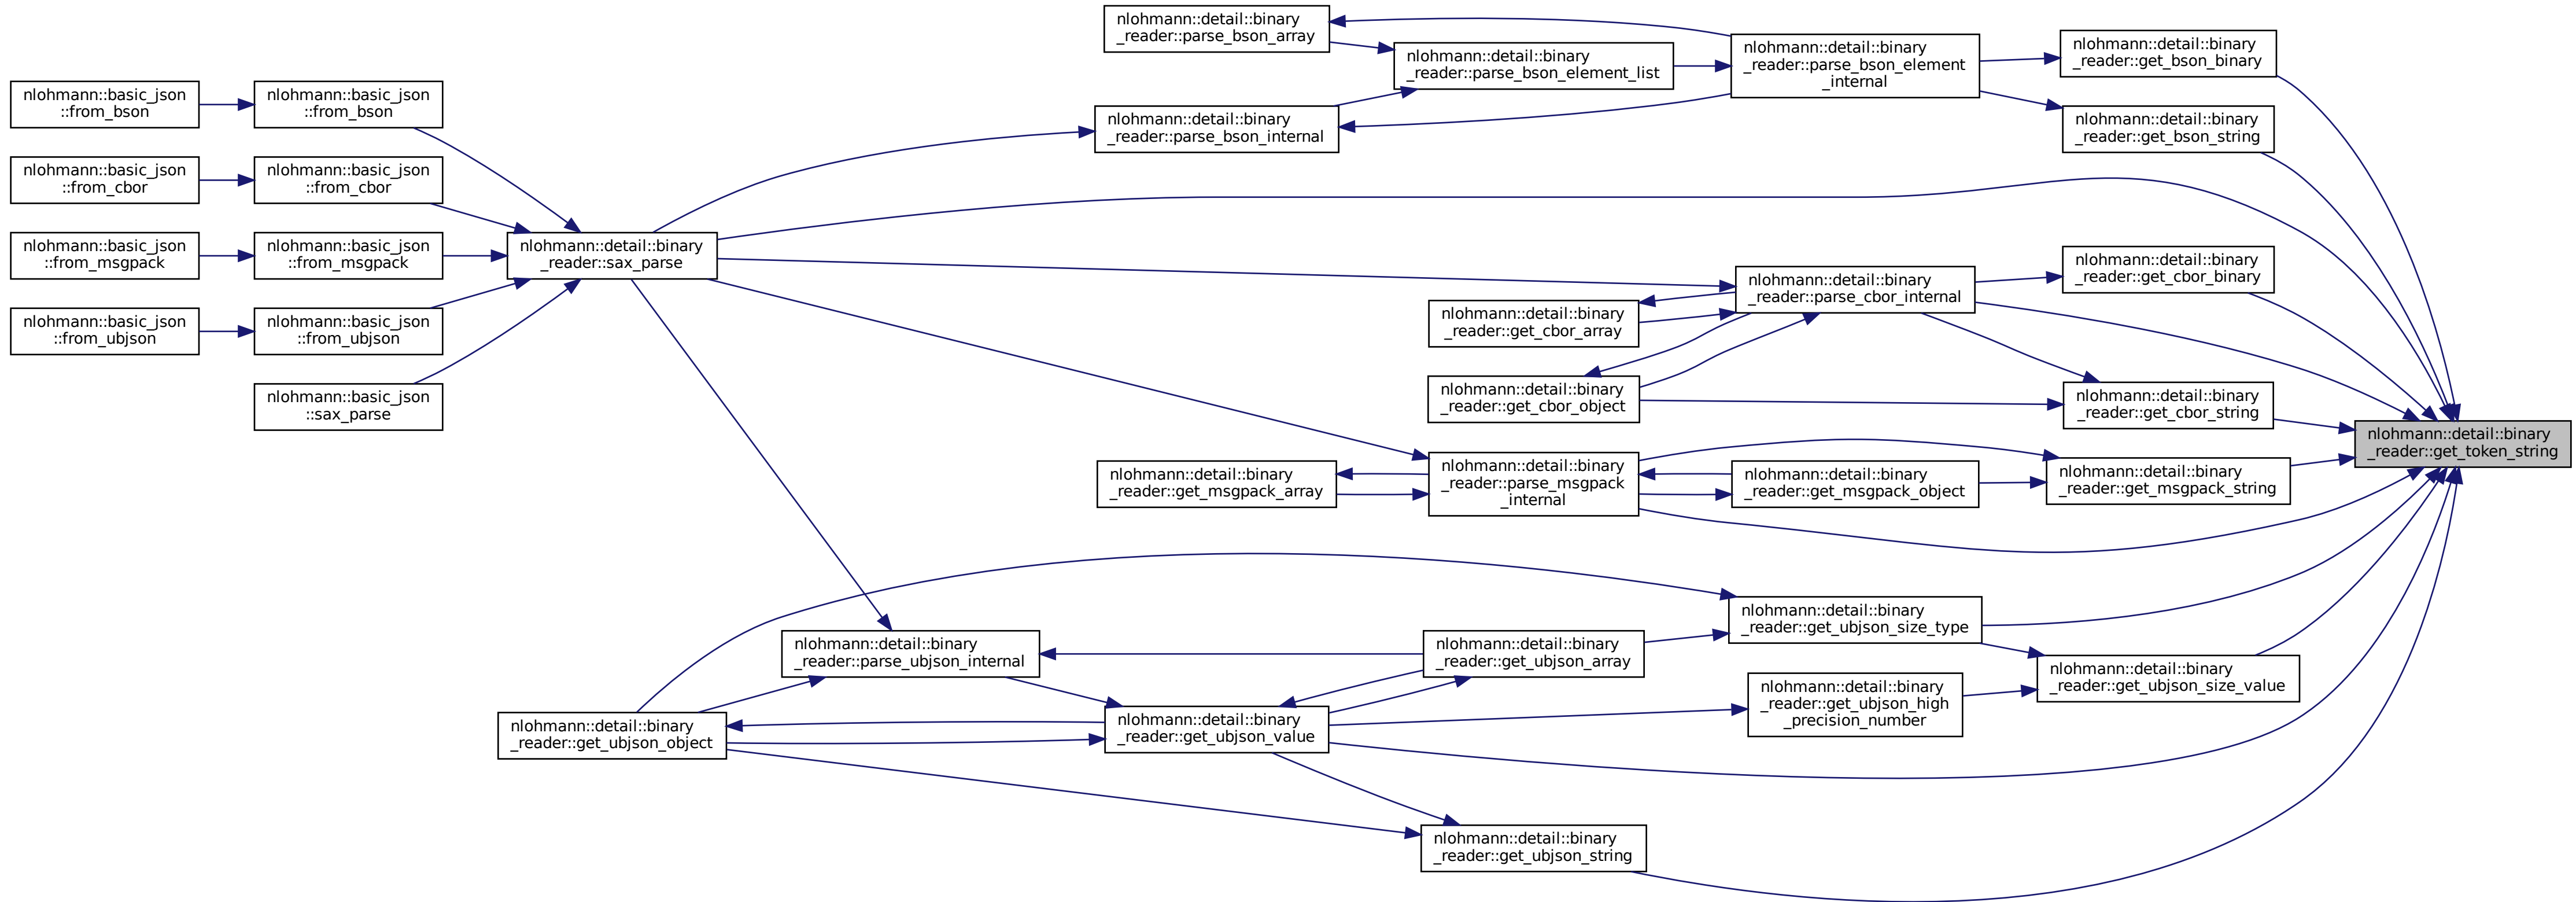 nlohmann::detail::binary
_reader::parse_bson_array
nlohmann::detail::binary
_reader::parse_bson_element_list
nlohmann::detail::binary
_reader::parse_bson_element
_internal
nlohmann::detail::binary
_reader::get_bson_binary
nlohmann::basic_json
::from_bson
nlohmann::basic_json
::from_bson
nlohmann::detail::binary
_reader::parse_bson_internal
nlohmann::detail::binary
_reader::get_bson_string
nlohmann::basic_json
::from_cbor
nlohmann::basic_json
::from_cbor
nlohmann::basic_json
::from_msgpack
nlohmann::basic_json
::from_msgpack
nlohmann::detail::binary
_reader::sax_parse
nlohmann::detail::binary
_reader::parse_cbor_internal
nlohmann::detail::binary
_reader::get_cbor_binary
nlohmann::basic_json
::from_ubjson
nlohmann::basic_json
::from_ubjson
nlohmann::detail::binary
_reader::get_cbor_array
nlohmann::basic_json
::sax_parse
nlohmann::detail::binary
_reader::get_cbor_object
nlohmann::detail::binary
_reader::get_cbor_string
nlohmann::detail::binary
_reader::get_token_string
nlohmann::detail::binary
_reader::get_msgpack_array
nlohmann::detail::binary
_reader::parse_msgpack
_internal
nlohmann::detail::binary
_reader::get_msgpack_object
nlohmann::detail::binary
_reader::get_msgpack_string
nlohmann::detail::binary
_reader::get_ubjson_size_type
nlohmann::detail::binary
_reader::parse_ubjson_internal
nlohmann::detail::binary
_reader::get_ubjson_array
nlohmann::detail::binary
_reader::get_ubjson_size_value
nlohmann::detail::binary
_reader::get_ubjson_high
_precision_number
nlohmann::detail::binary
_reader::get_ubjson_object
nlohmann::detail::binary
_reader::get_ubjson_value
nlohmann::detail::binary
_reader::get_ubjson_string